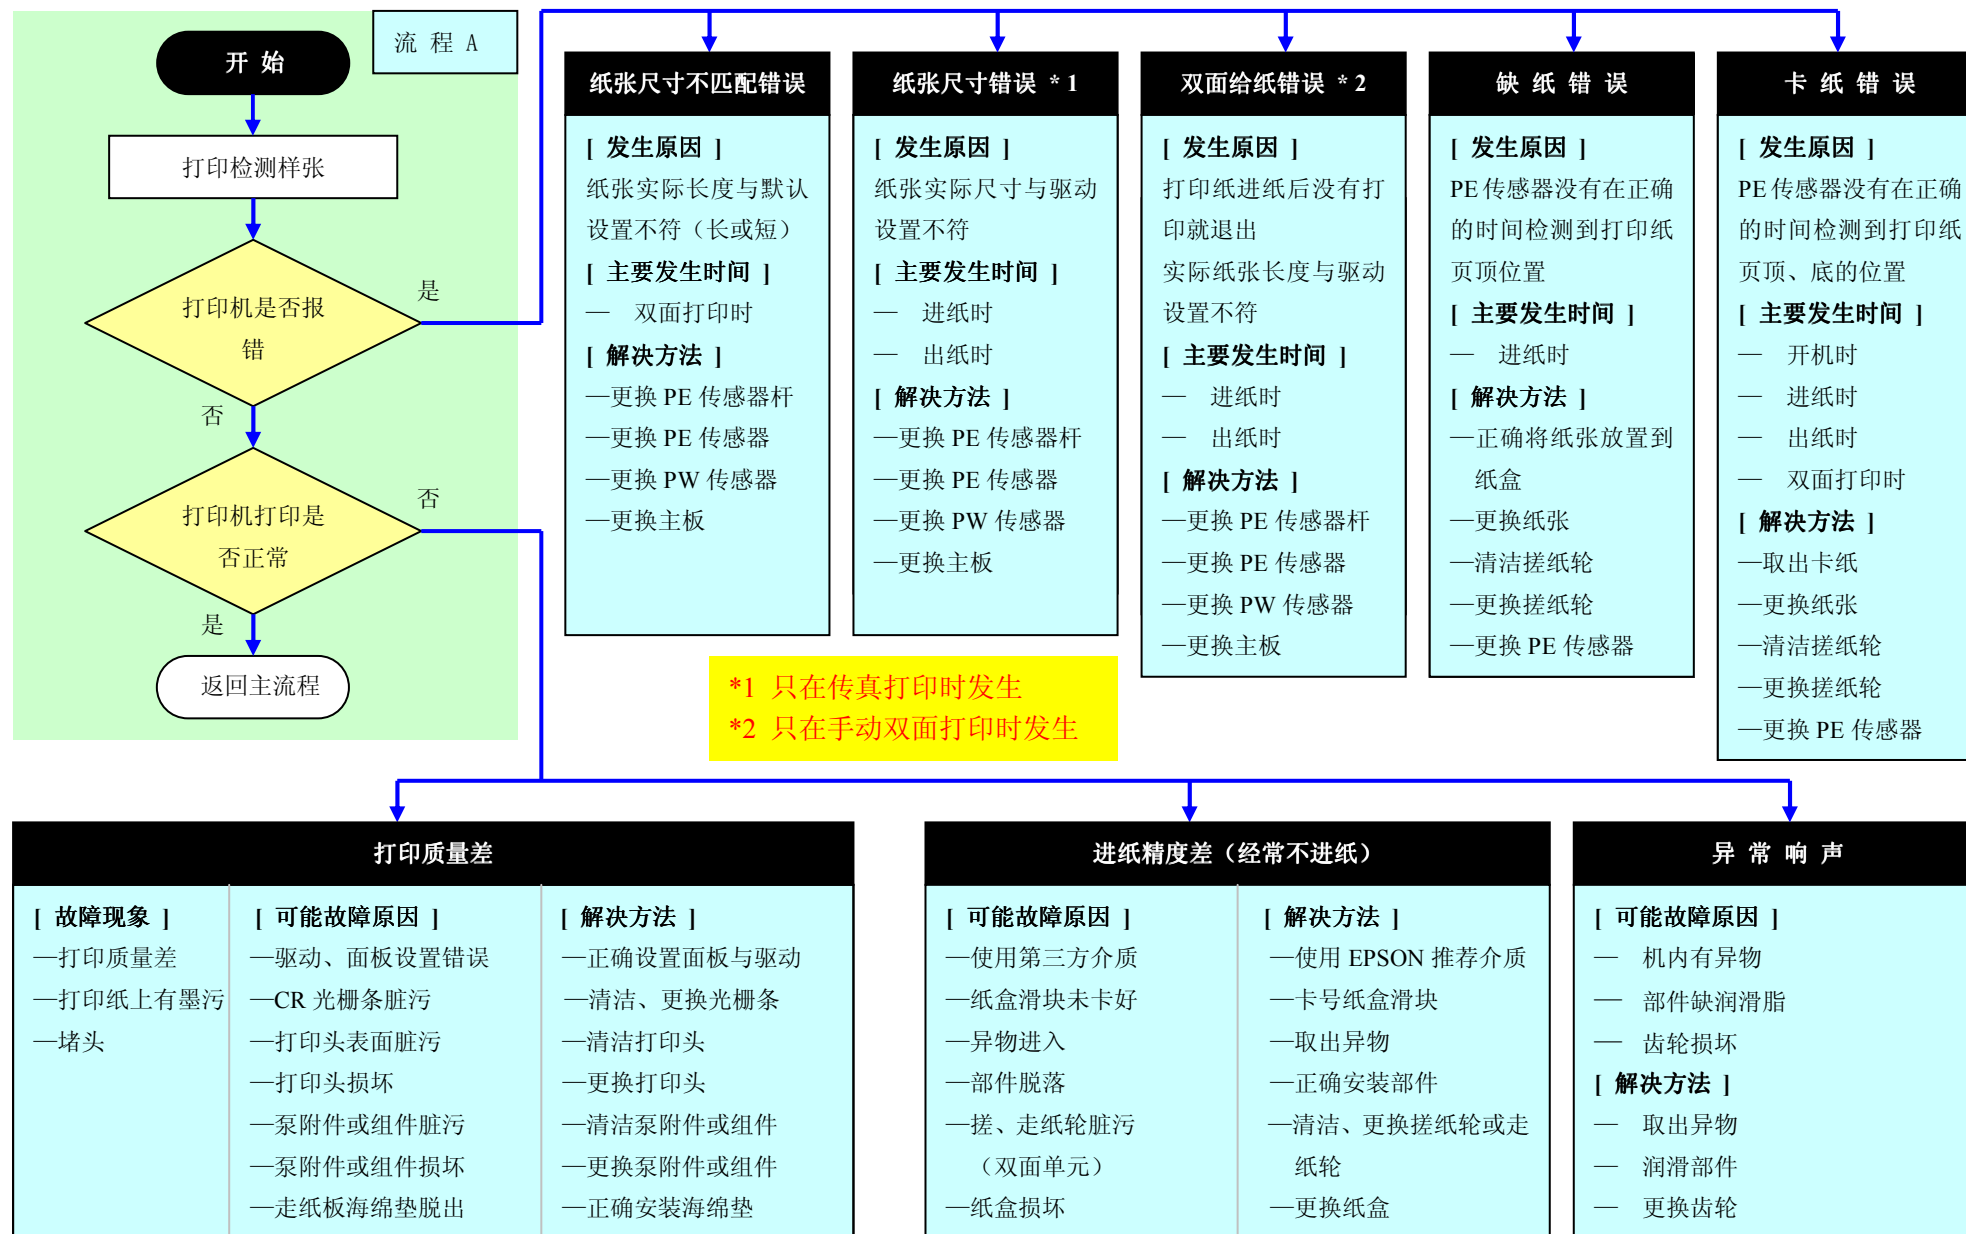 流 程 A
开 始
打印检测样张
打印机是否报
错
是
否
打印机打印是
否正常
否
是
返回主流程
纸张尺寸不匹配错误
[ 发生原因 ]
纸张实际长度与默认
设置不符（长或短）
[ 主要发生时间 ]
— 双面打印时
[ 解决方法 ]
—更换 PE 传感器杆
—更换 PE 传感器
—更换 PW 传感器
—更换主板
纸张尺寸错误 *1
[ 发生原因 ]
纸张实际尺寸与驱动
设置不符
[ 主要发生时间 ]
— 进纸时
— 出纸时
[ 解决方法 ]
—更换 PE 传感器杆
—更换 PE 传感器
—更换 PW 传感器
—更换主板
双面给纸错误 *2
[ 发生原因 ]
打印纸进纸后没有打
印就退出
实际纸张长度与驱动
设置不符
[ 主要发生时间 ]
— 进纸时
— 出纸时
[ 解决方法 ]
—更换 PE 传感器杆
—更换 PE 传感器
—更换 PW 传感器
—更换主板
缺 纸 错 误
[ 发生原因 ]
PE 传感器没有在正确
的时间检测到打印纸
页顶位置
[ 主要发生时间 ]
— 进纸时
[ 解决方法 ]
—正确将纸张放置到
纸盒
—更换纸张
—清洁搓纸轮
—更换搓纸轮
—更换 PE 传感器
卡 纸 错 误
[ 发生原因 ]
PE 传感器没有在正确
的时间检测到打印纸
页顶、底的位置
[ 主要发生时间 ]
— 开机时
— 进纸时
— 出纸时
— 双面打印时
[ 解决方法 ]
—取出卡纸
—更换纸张
—清洁搓纸轮
—更换搓纸轮
—更换 PE 传感器
*1 只在传真打印时发生
*2 只在手动双面打印时发生
打印质量差
[ 故障现象 ]
—打印质量差
—打印纸上有墨污
—堵头
[ 可能故障原因 ]
—驱动、面板设置错误
—CR 光栅条脏污
—打印头表面脏污
—打印头损坏
—泵附件或组件脏污
—泵附件或组件损坏
—走纸板海绵垫脱出
[ 解决方法 ]
—正确设置面板与驱动
—清洁、更换光栅条
—清洁打印头
—更换打印头
—清洁泵附件或组件
—更换泵附件或组件
—正确安装海绵垫
进纸精度差（经常不进纸）
[ 可能故障原因 ]
—使用第三方介质
—纸盒滑块未卡好
—异物进入
—部件脱落
—搓、走纸轮脏污
（双面单元）
—纸盒损坏
[ 解决方法 ]
—使用 EPSON 推荐介质
—卡号纸盒滑块
—取出异物
—正确安装部件
—清洁、更换搓纸轮或走
纸轮
—更换纸盒
异 常 响 声
[ 可能故障原因 ]
— 机内有异物
— 部件缺润滑脂
— 齿轮损坏
[ 解决方法 ]
— 取出异物
— 润滑部件
— 更换齿轮